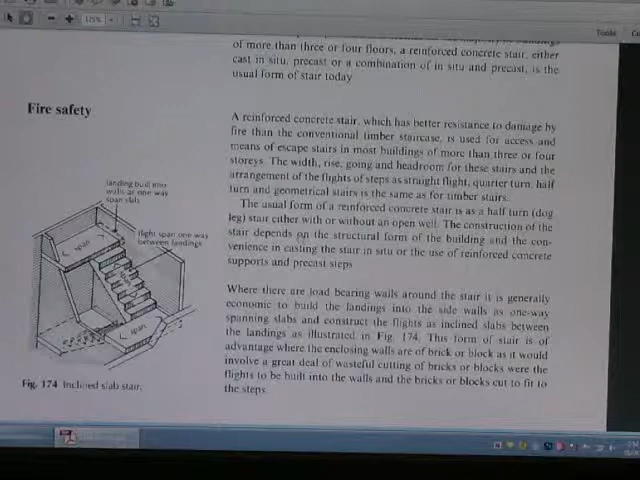 125%
Tools
of more than three or four floors, a reinforced concrete stair, either
cast in situ, precast or a combination of in situ and precast, is the
usual form of stair today
Fire safety
A reinforced concrete stair, which has better resistance to damage by
fire than the conventional timber staircase, is used for access and
means of escape stairs in most buildings of more than three or four
storeys. The width, rise, going and headroom for these stairs and the
arrangement of the flights of steps as straight flight, quarter turn, half
turn and geometrical stairs is the same as for timber stairs.
The usual form of a reinforced concrete stair is as a half turn (dog
leg) stair either with or without an open well. The construction of the
stair depends on the structural form of the building and the con-
venience in casting the stair in situ or the use of reinforced concrete
supports and precast steps
Where there are load bearing walls around the stair it is generally
economic to build the landings into the side walls as one-way
spanning slabs and construct the flights as inclined slabs between
the landings as illustrated in Fig. 174. This form of stair is of
advantage where the enclosing walls are of brick or block as it would
involve a great deal of wasteful cutting of bricks or blocks were the
flights to be built into the walls and the bricks or blocks cut to fit to
the steps.
landing built into
walls as one way
span slab
flight span one way
between landings
span
span
Fig. 174 Inclined slab stair.